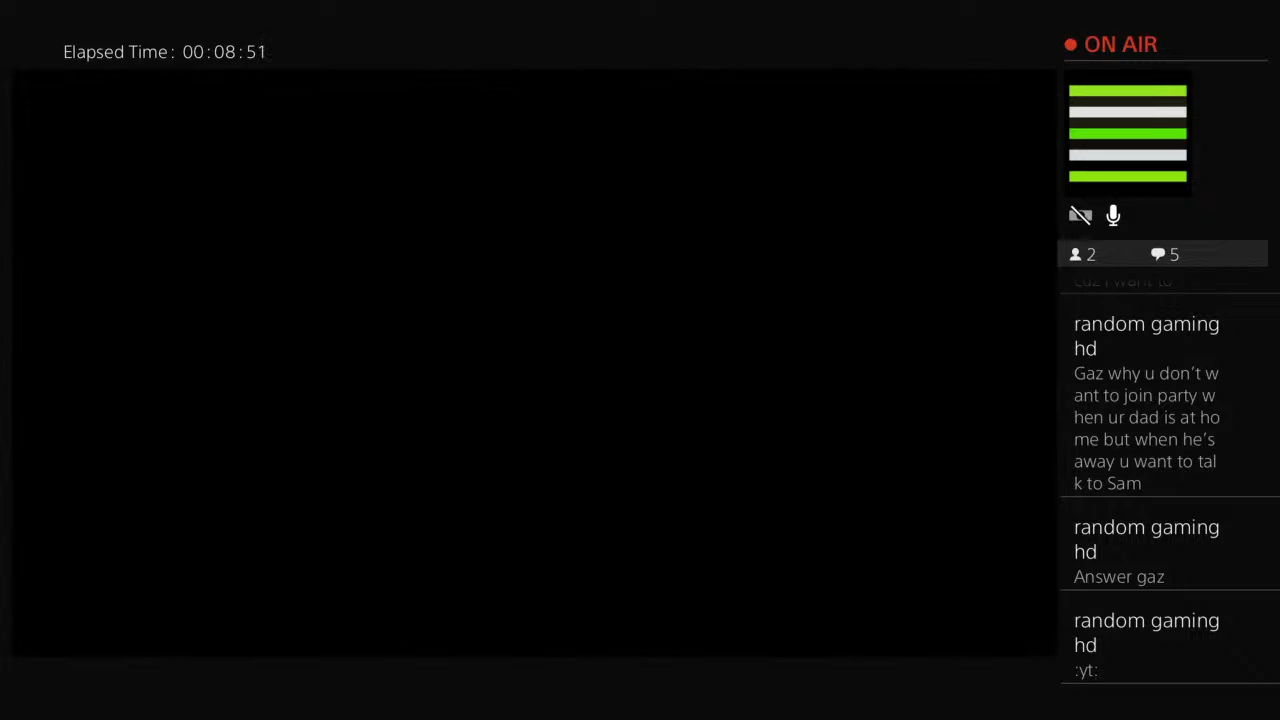 Elapsed Time: 00:08:51
ON AIR
2
5
random gaming
hd
Gaz why u don't w
ant to join party w
hen ur dad is at ho
me but when he's
away u want to tal
k to Sam
random gaming
hd
Answer gaz
random gaming
hd
:yt: